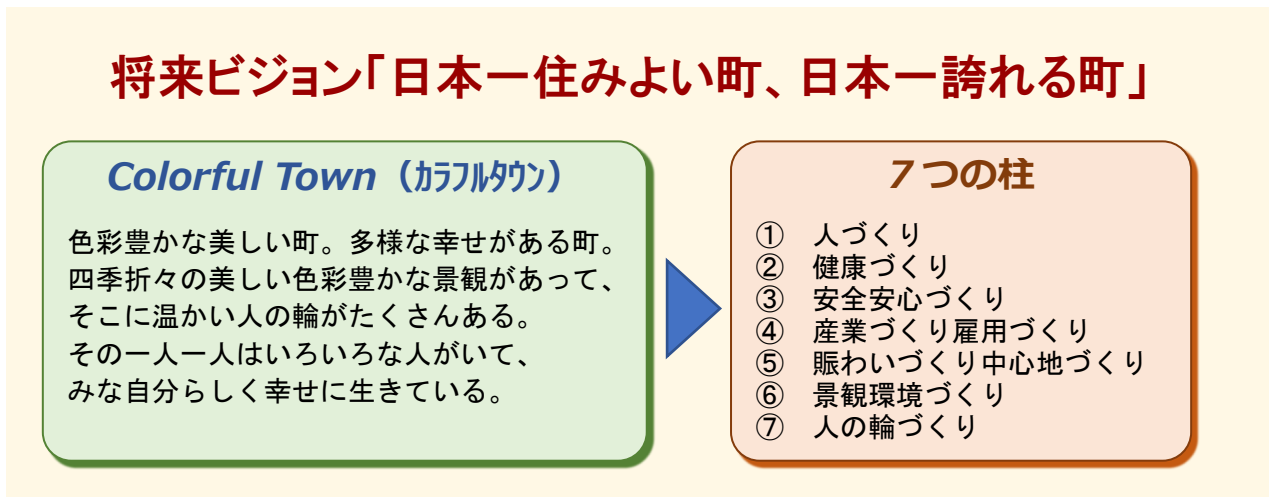 将来ビジョン「日本一住みよい町、日本一誇れる町」
Colorful Town（ｶﾗﾌﾙﾀｳﾝ）
色彩豊かな美しい町。多様な幸せがある町。
四季折々の美しい色彩豊かな景観があって、
そこに温かい人の輪がたくさんある。
その一人一人はいろいろな人がいて、
みな自分らしく幸せに生きている。
7つの柱
①　人づくり
②　健康づくり
③　安全安心づくり
④　産業づくり雇用づくり
⑤　賑わいづくり中心地づくり
⑥　景観環境づくり
⑦　人の輪づくり